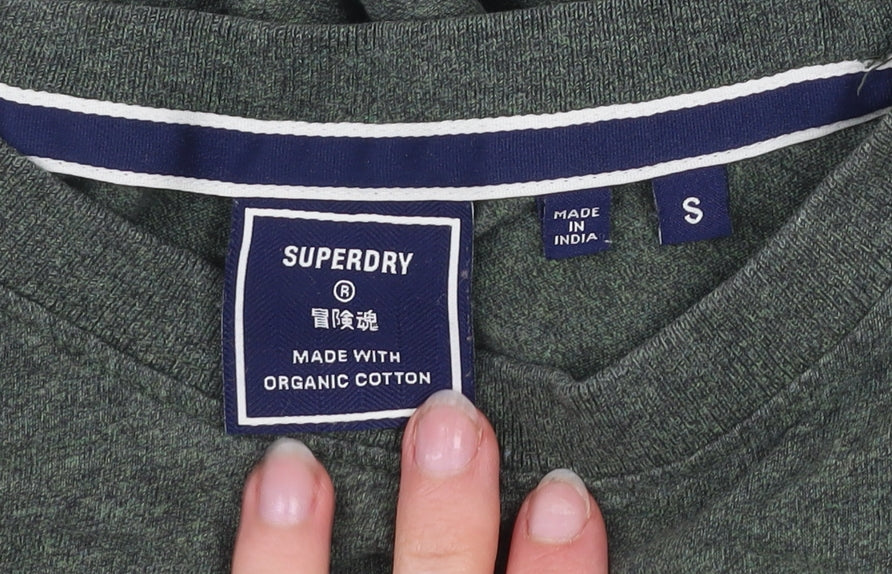 SUPERDRY
®
冒険魂
MADE WITH
ORGANIC COTTON
MADE
IN
INDIA
S